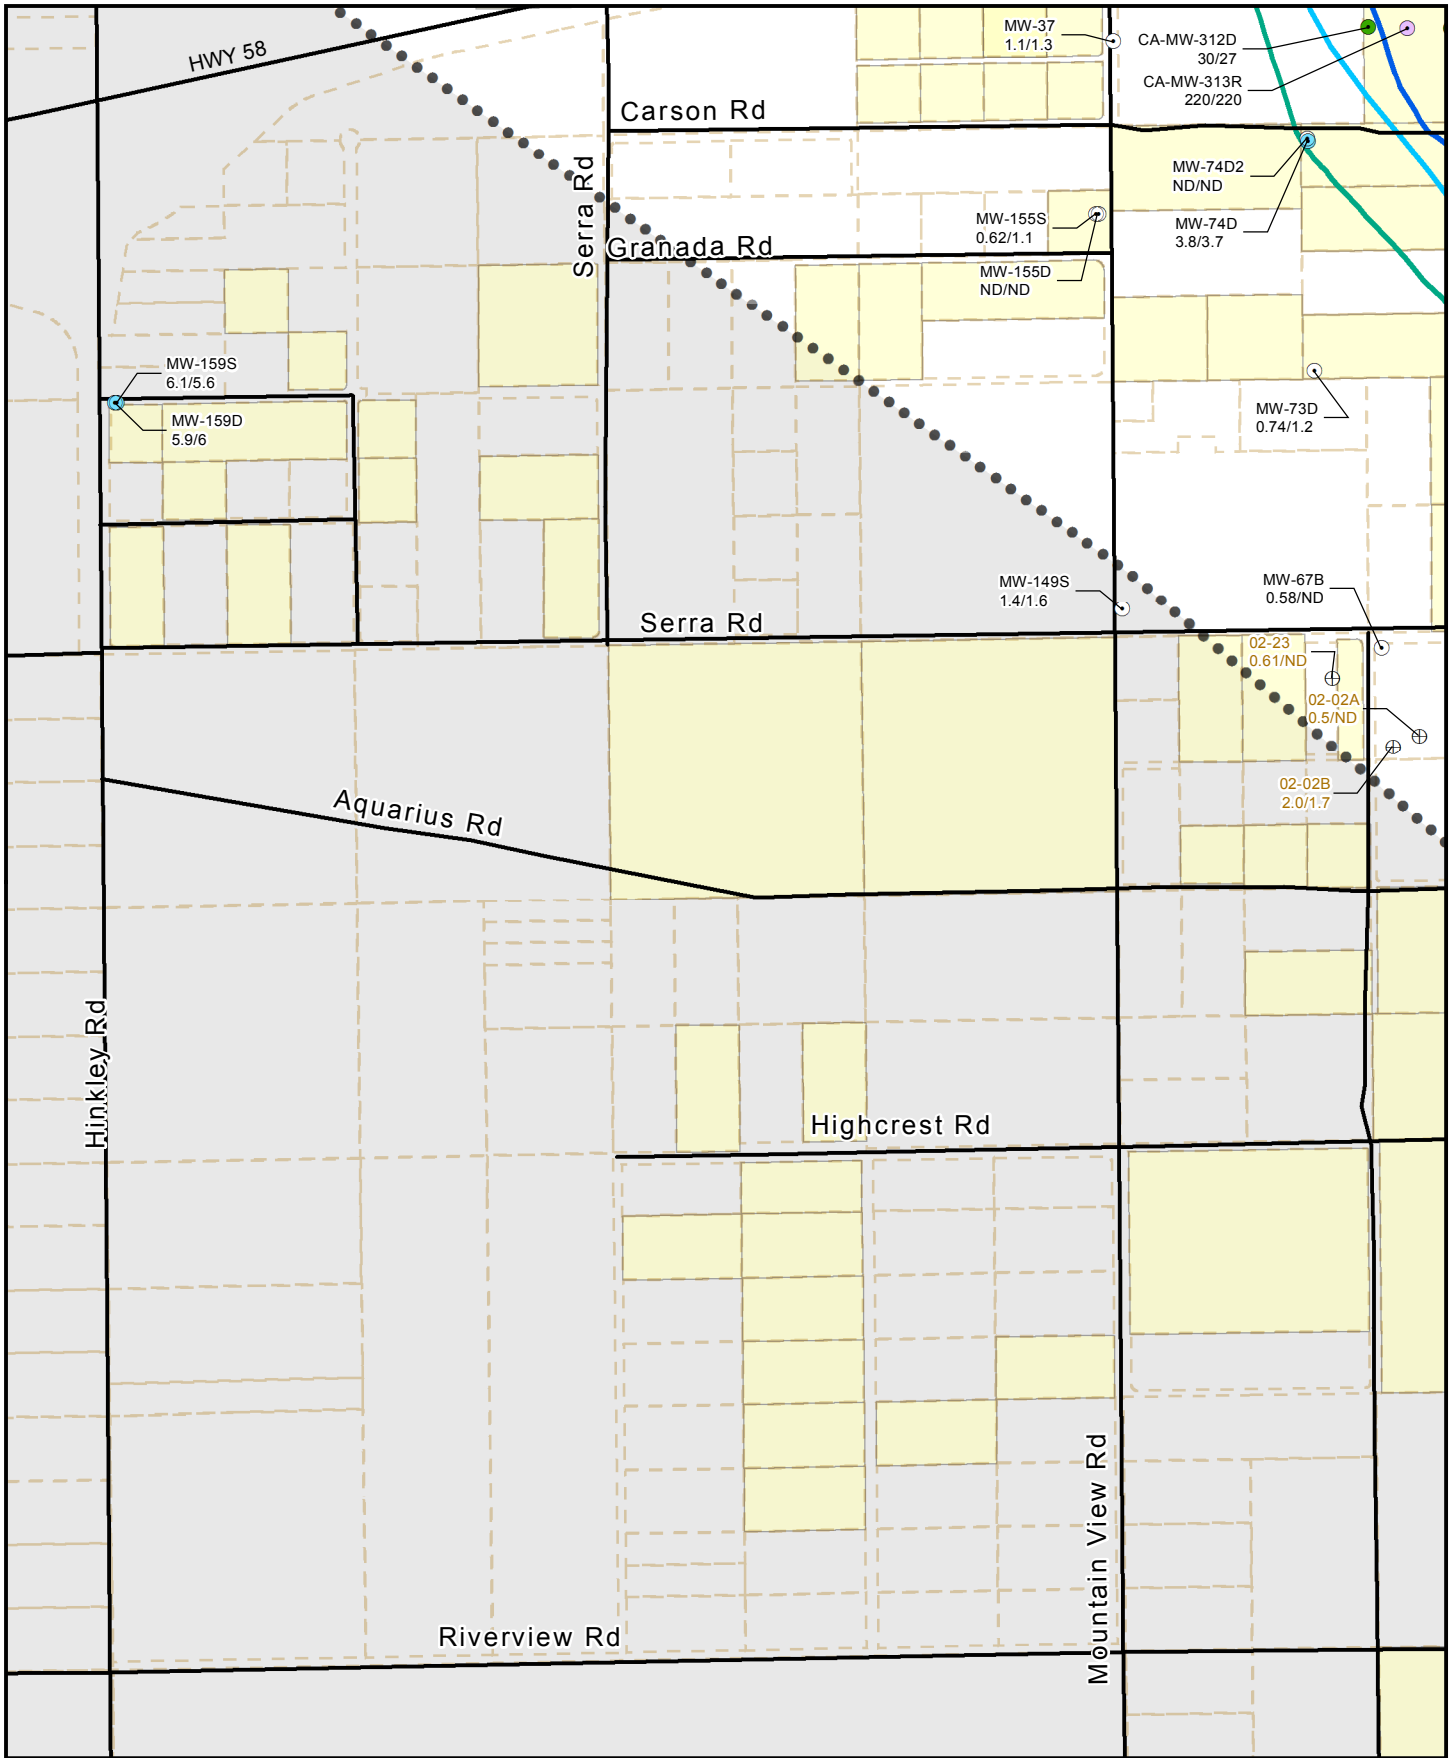 HWY 58
MW-37
1.1/1.3
CA-MW-312D
30/27
CA-MW-313R
220/220
Carson Rd
MW-74D2
ND/ND
MW-74D
3.8/3.7
Serra Rd
MW-155S
0.62/1.1
Granada Rd
MW-155D
ND/ND
MW-159S
6.1/5.6
MW-159D
5.9/6
MW-73D
0.74/1.2
MW-149S
1.4/1.6
MW-67B
0.58/ND
Serra Rd
02-23
0.61/ND
02-02A
0.5/ND
02-02B
2.0/1.7
Aquarius Rd
Hinkley Rd
Highcrest Rd
Mountain View Rd
Riverview Rd